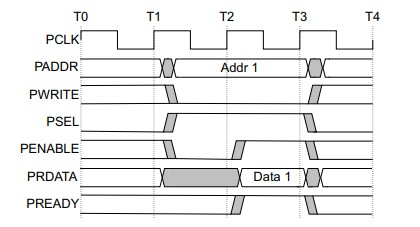 T0 T1 T2 T3 T4
PCLK
PADDR Addr 1
PWRITE
PSEL
PENABLE
PRDATA Data 1
PREADY